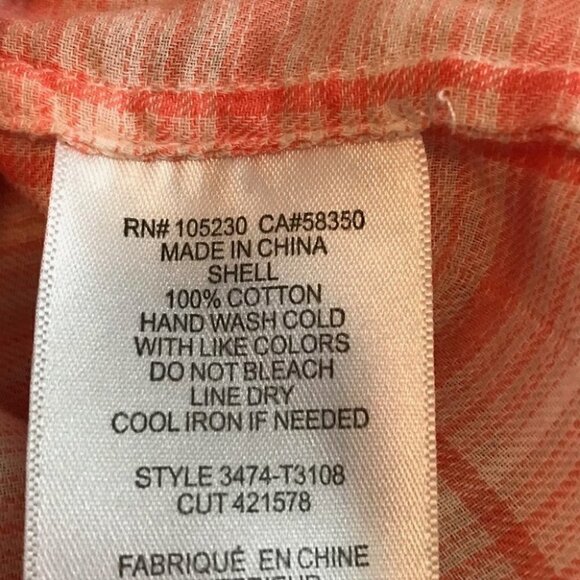 RN# 105230 CA#58350
MADE IN CHINA
SHELL
100% COTTON
HAND WASH COLD
WITH LIKE COLORS
DO NOT BLEACH
LINE DRY
COOL IRON IF NEEDED
STYLE 3474-T3108
CUT 421578
FABRIQUÉ EN CHINE